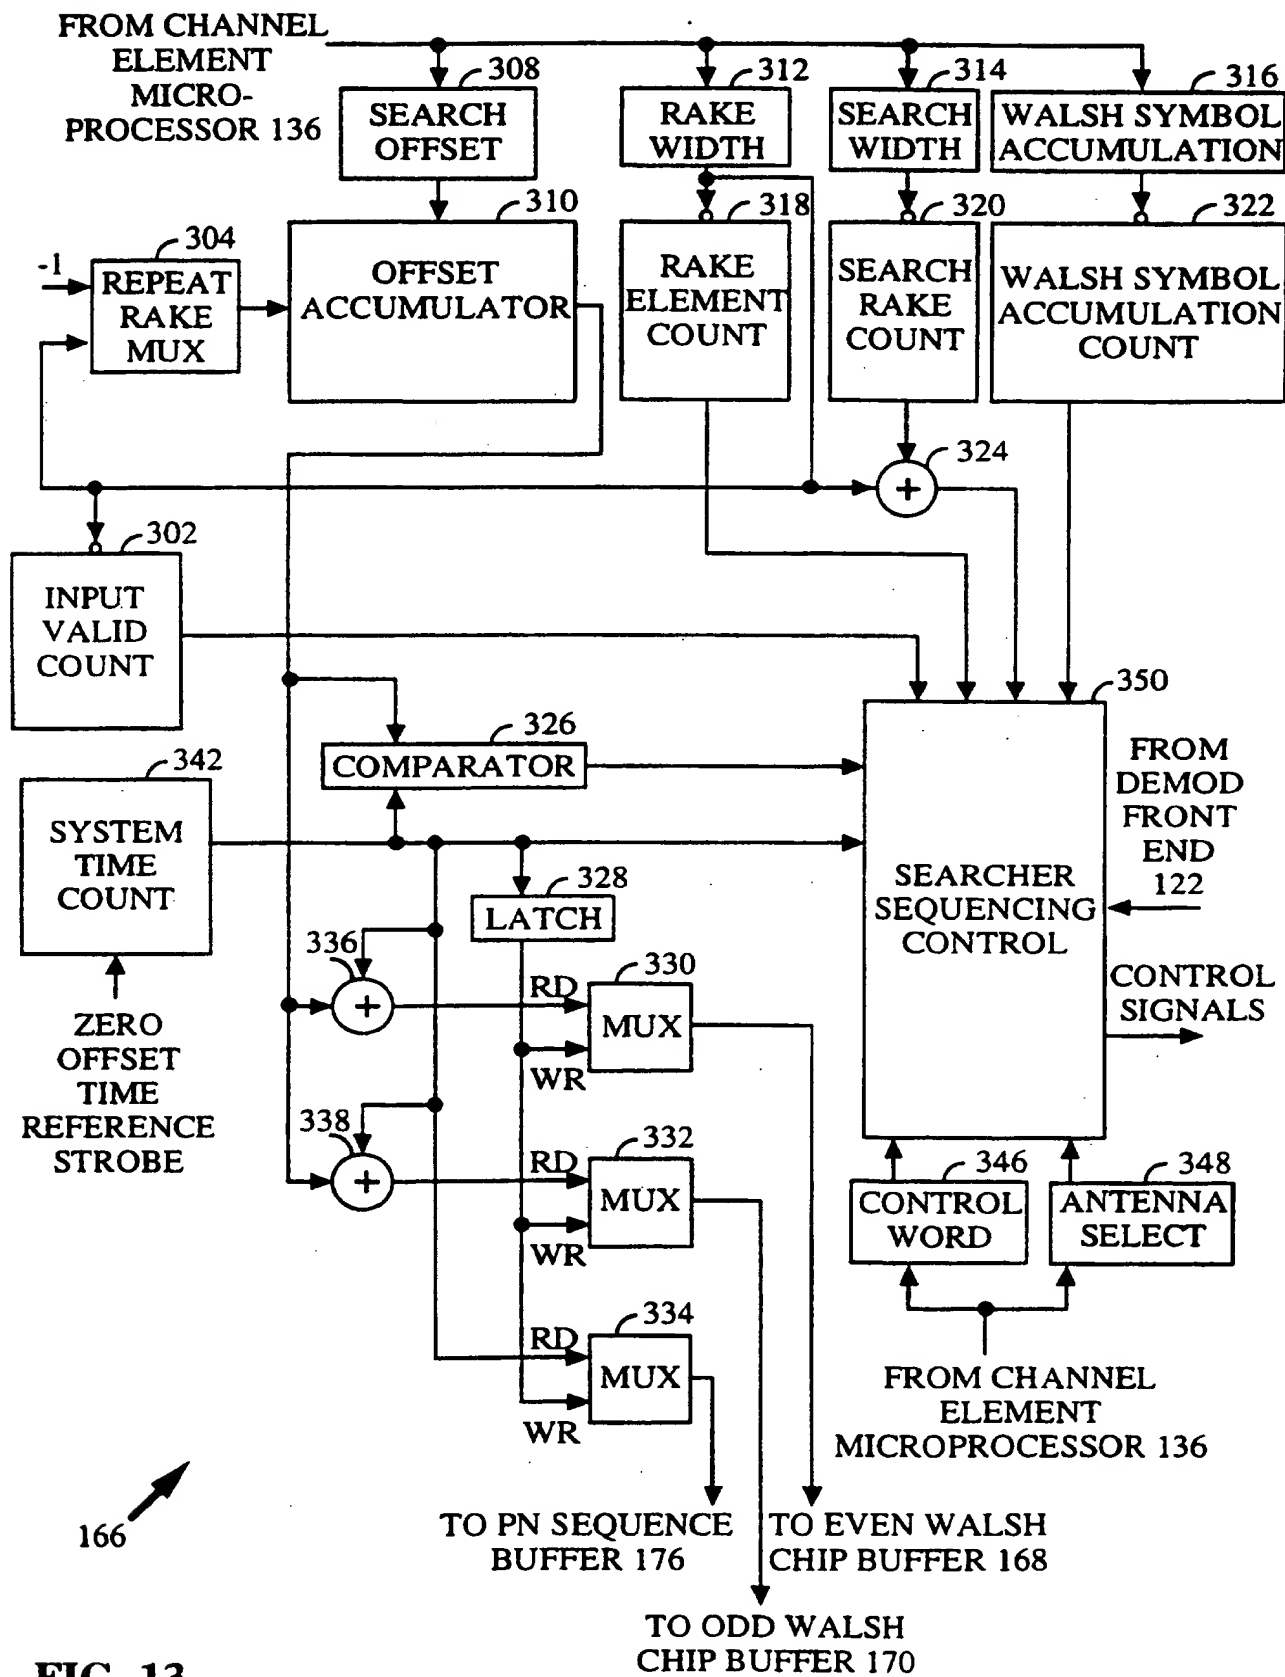 FROM CHANNEL
ELEMENT
MICRO-
PROCESSOR 136
308
SEARCH
OFFSET
312
RAKE
WIDTH
314
SEARCH
WIDTH
316
WALSH SYMBOL
ACCUMULATION
304
-1
REPEAT
RAKE
MUX
310
OFFSET
ACCUMULATOR
318
RAKE
ELEMENT
COUNT
320
SEARCH
RAKE
COUNT
322
WALSH SYMBOL
ACCUMULATION
COUNT
324
+
302
INPUT
VALID
COUNT
350
SEARCHER
SEQUENCING
CONTROL
326
COMPARATOR
342
SYSTEM
TIME
COUNT
FROM
DEMOD
FRONT
END
122
328
LATCH
CONTROL
SIGNALS
336
+
RD
330
MUX
WR
ZERO
OFFSET
TIME
REFERENCE
STROBE
338
+
RD
332
MUX
WR
346
CONTROL
WORD
348
ANTENNA
SELECT
RD
334
MUX
WR
FROM CHANNEL
ELEMENT
MICROPROCESSOR 136
166
TO PN SEQUENCE
BUFFER 176
TO EVEN WALSH
CHIP BUFFER 168
TO ODD WALSH
CHIP BUFFER 170
FIG. 13